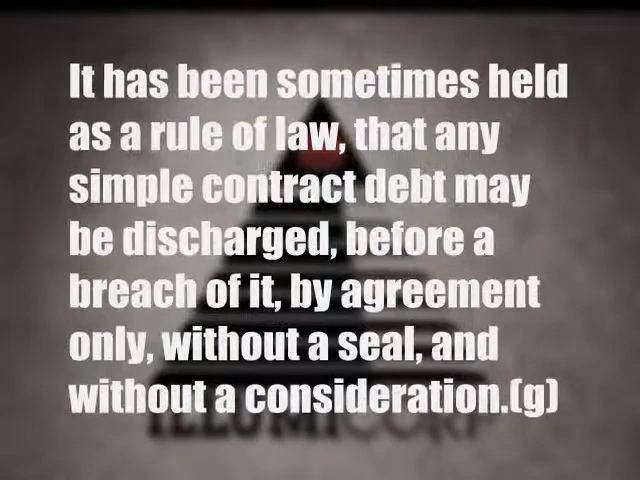 It has been sometimes held
as a rule of law, that any
simple contract debt may
be discharged, before a
breach of it, by agreement
only, without a seal, and
without a consideration.(g)
ILLUMICORP